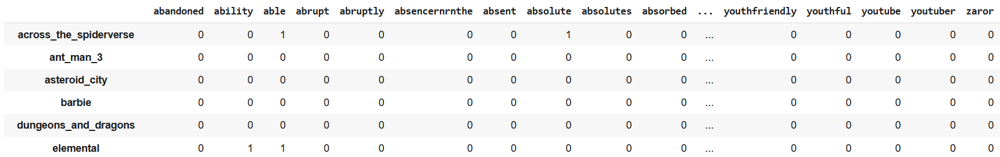 abandoned ability able abrupt abruptly absencernrnthe absent absolute absolutes absorbed ... youthfriendly youthful youtube youtuber zaror
across_the_spiderverse 0 0 1 0 0 0 0 1 0 0 ... 0 0 0 0 0
ant_man_3 0 0 0 0 0 0 0 0 0 0 ... 0 0 0 0 0
asteroid_city 0 0 0 0 0 0 0 0 0 0 ... 0 0 0 0 0
barbie 0 0 0 0 0 0 0 0 0 0 ... 0 0 0 0 0
dungeons_and_dragons 0 0 0 0 0 0 0 0 0 0 ... 0 0 0 0 0
elemental 0 1 1 0 0 0 0 0 0 0 ... 0 0 0 0 0